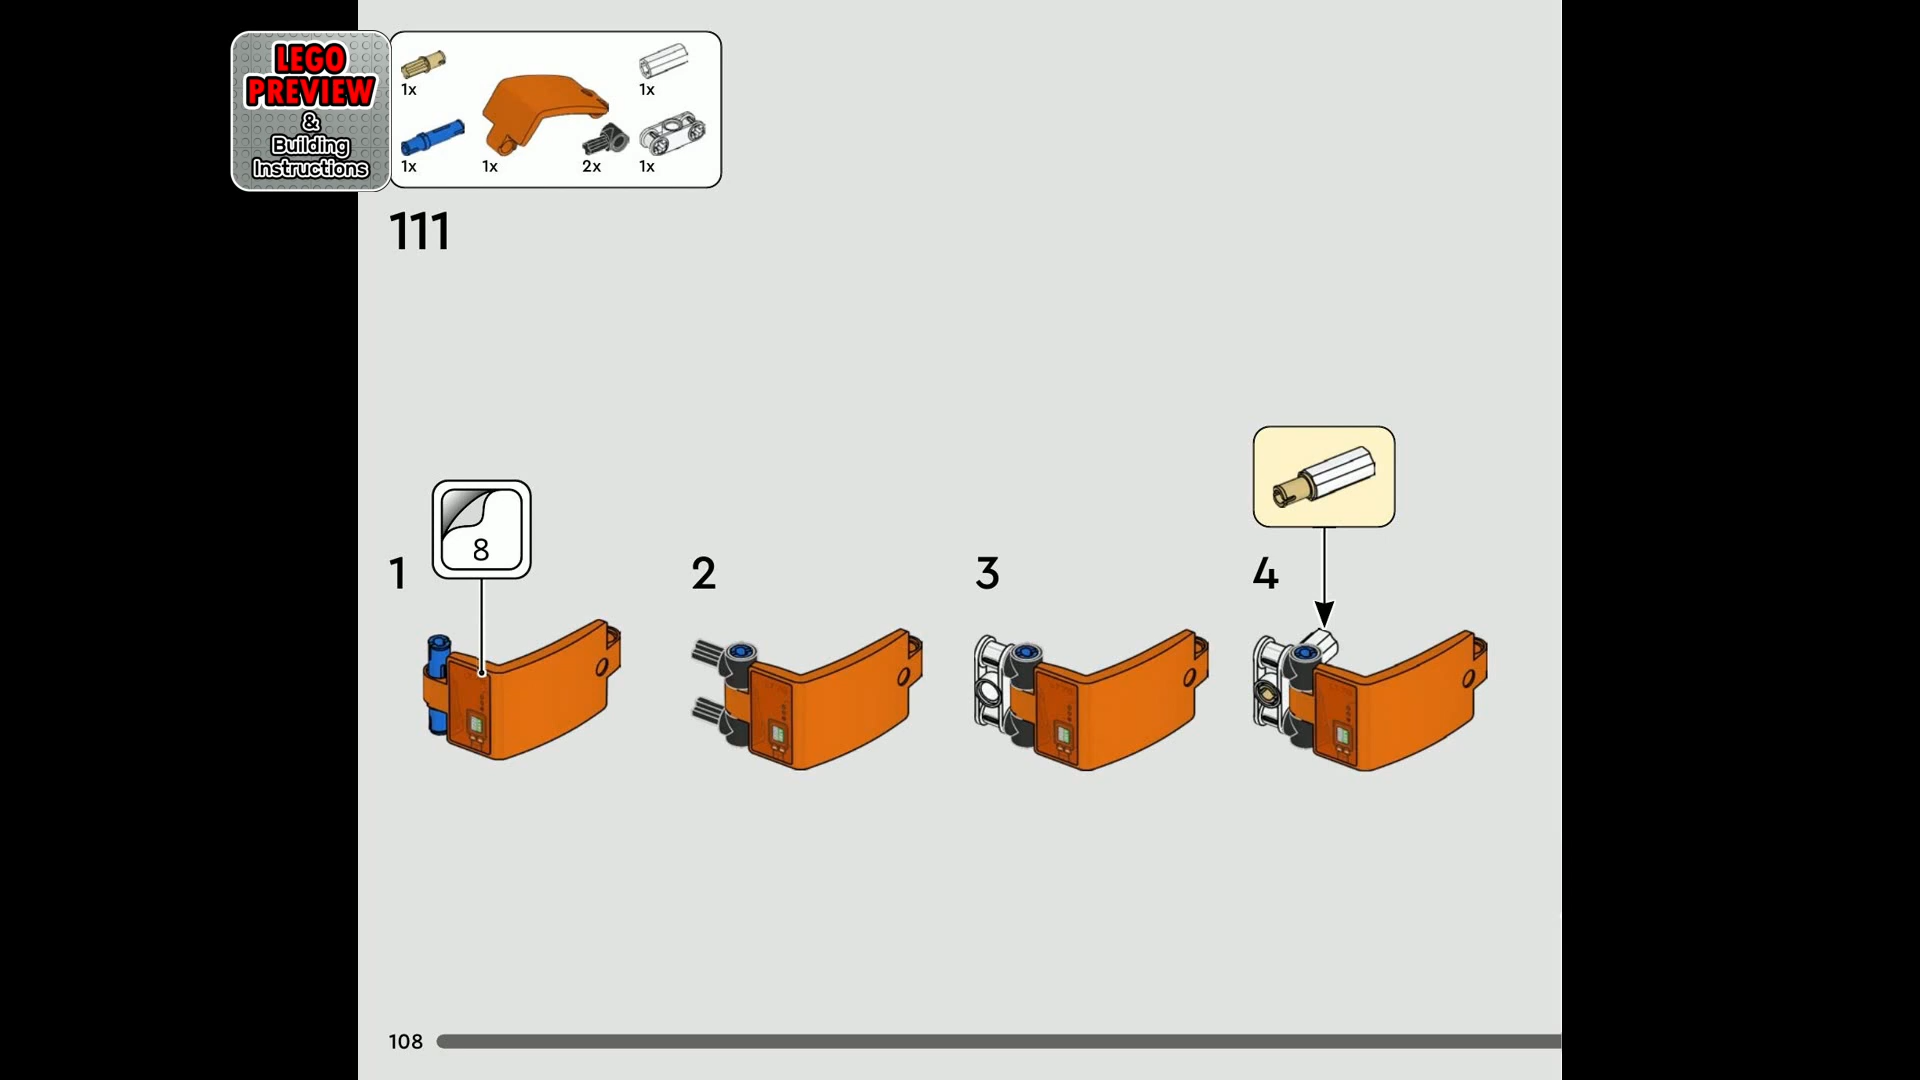 LEGO
PREVIEW
&
Building
Instructions
1x
1x
1x
1x
2x
1x
111
8
1
2
3
4
108